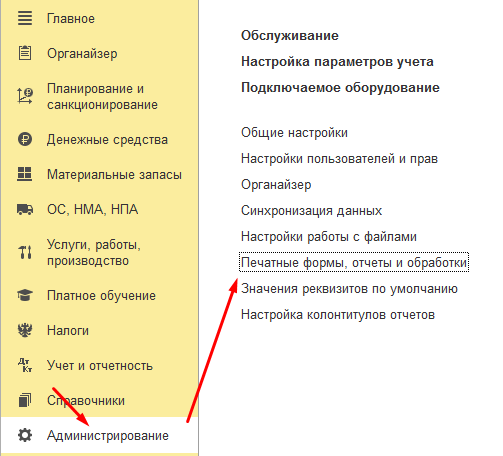 Главное
Органайзер
Планирование и
санкционирование
Денежные средства
Материальные запасы
ОС, НМА, НПА
Услуги, работы,
производство
Платное обучение
Налоги
Дт
Кт
Учет и отчетность
Справочники
Администрирование
Обслуживание
Настройка параметров учета
Подключаемое оборудование
Общие настройки
Настройки пользователей и прав
Органайзер
Синхронизация данных
Настройки работы с файлами
Печатные формы, отчеты и обработки
Значения реквизитов по умолчанию
Настройка колонтитулов отчетов